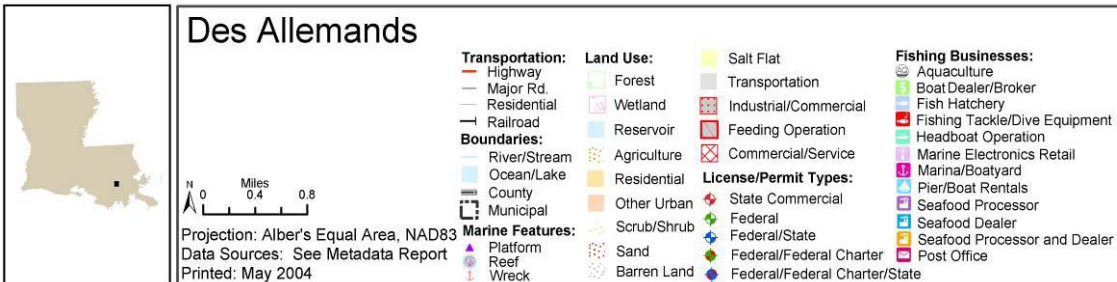 Des Allemands
N
Miles
0 0.4 0.8
Projection: Alber's Equal Area, NAD83
Data Sources: See Metadata Report
Printed: May 2004
Transportation:
Highway
Major Rd.
Residential
Railroad
Boundaries:
River/Stream
Ocean/Lake
County
Municipal
Marine Features:
Platform
Reef
Wreck
Land Use:
Forest
Wetland
Reservoir
Agriculture
Residential
Other Urban
Scrub/Shrub
Sand
Barren Land
Salt Flat
Transportation
Industrial/Commercial
Feeding Operation
Commercial/Service
License/Permit Types:
State Commercial
Federal
Federal/State
Federal/Federal Charter
Federal/Federal Charter/State
Fishing Businesses:
Aquaculture
Boat Dealer/Broker
Fish Hatchery
Fishing Tackle/Dive Equipment
Headboat Operation
Marine Electronics Retail
Marina/Boatyard
Pier/Boat Rentals
Seafood Processor
Seafood Dealer
Seafood Processor and Dealer
Post Office